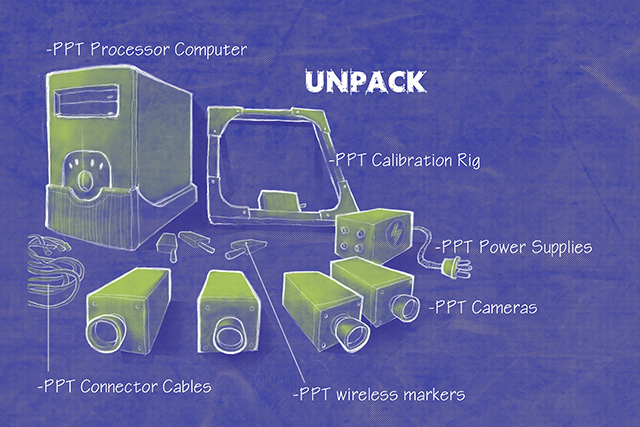 -PPT Processor Computer
UNPACK
-PPT Calibration Rig
-PPT Power Supplies
-PPT Cameras
-PPT Connector Cables
-PPT wireless markers